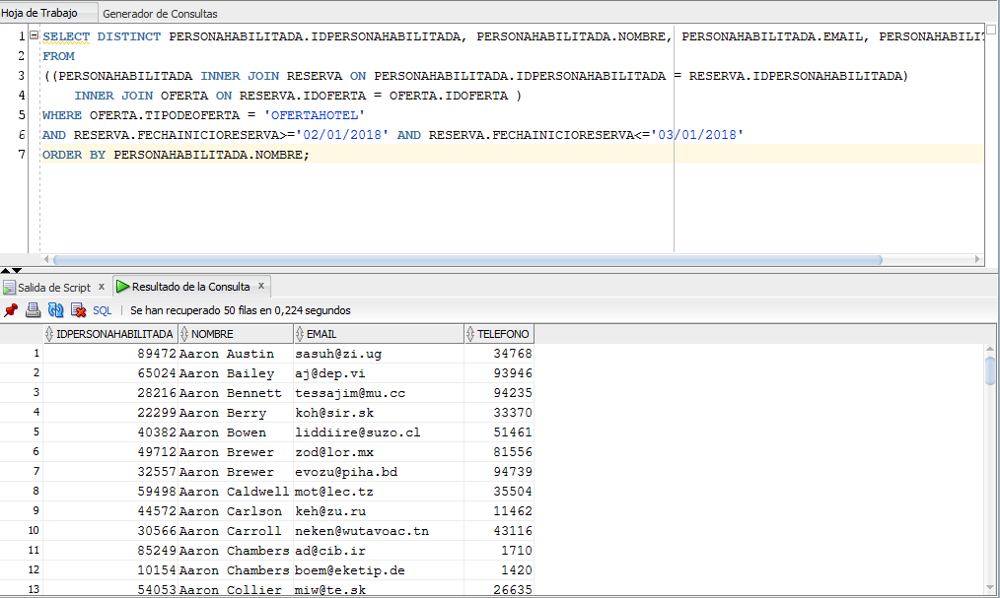 Hoja de Trabajo Generador de Consultas
1 SELECT DISTINCT PERSONAHABILITADA.IDPERSONAHABILITADA, PERSONAHABILITADA.NOMBRE, PERSONAHABILITADA.EMAIL, PERSONAHABILIT
2 FROM
3 ((PERSONAHABILITADA INNER JOIN RESERVA ON PERSONAHABILITADA.IDPERSONAHABILITADA = RESERVA.IDPERSONAHABILITADA)
4 INNER JOIN OFERTA ON RESERVA.IDOFERTA = OFERTA.IDOFERTA )
5 WHERE OFERTA.TIPODEOFERTA = 'OFERTAHOTEL'
6 AND RESERVA.FECHAINICIORESERVA>='02/01/2018' AND RESERVA.FECHAINICIORESERVA<='03/01/2018'
7 ORDER BY PERSONAHABILITADA.NOMBRE;
Salida de Script x Resultado de la Consulta x
SQL | Se han recuperado 50 filas en 0,224 segundos
IDPERSONAHABILITADA NOMBRE EMAIL TELEFONO
1 89472 Aaron Austin sasuh@zi.ug 34768
2 65024 Aaron Bailey aj@dep.vi 93946
3 28216 Aaron Bennett tessajim@mu.cc 94235
4 22299 Aaron Berry koh@sir.sk 33370
5 40382 Aaron Bowen liddiire@suzo.cl 51461
6 49712 Aaron Brewer zod@lor.mx 81556
7 32557 Aaron Brewer evozu@piha.bd 94739
8 59498 Aaron Caldwell mot@lec.tz 35504
9 44572 Aaron Carlson keh@zu.ru 11462
10 30566 Aaron Carroll neken@wutavoac.tn 43116
11 85249 Aaron Chambers ad@cib.ir 1710
12 10154 Aaron Chambers boem@eketip.de 1420
13 54053 Aaron Collier miw@te.sk 26635